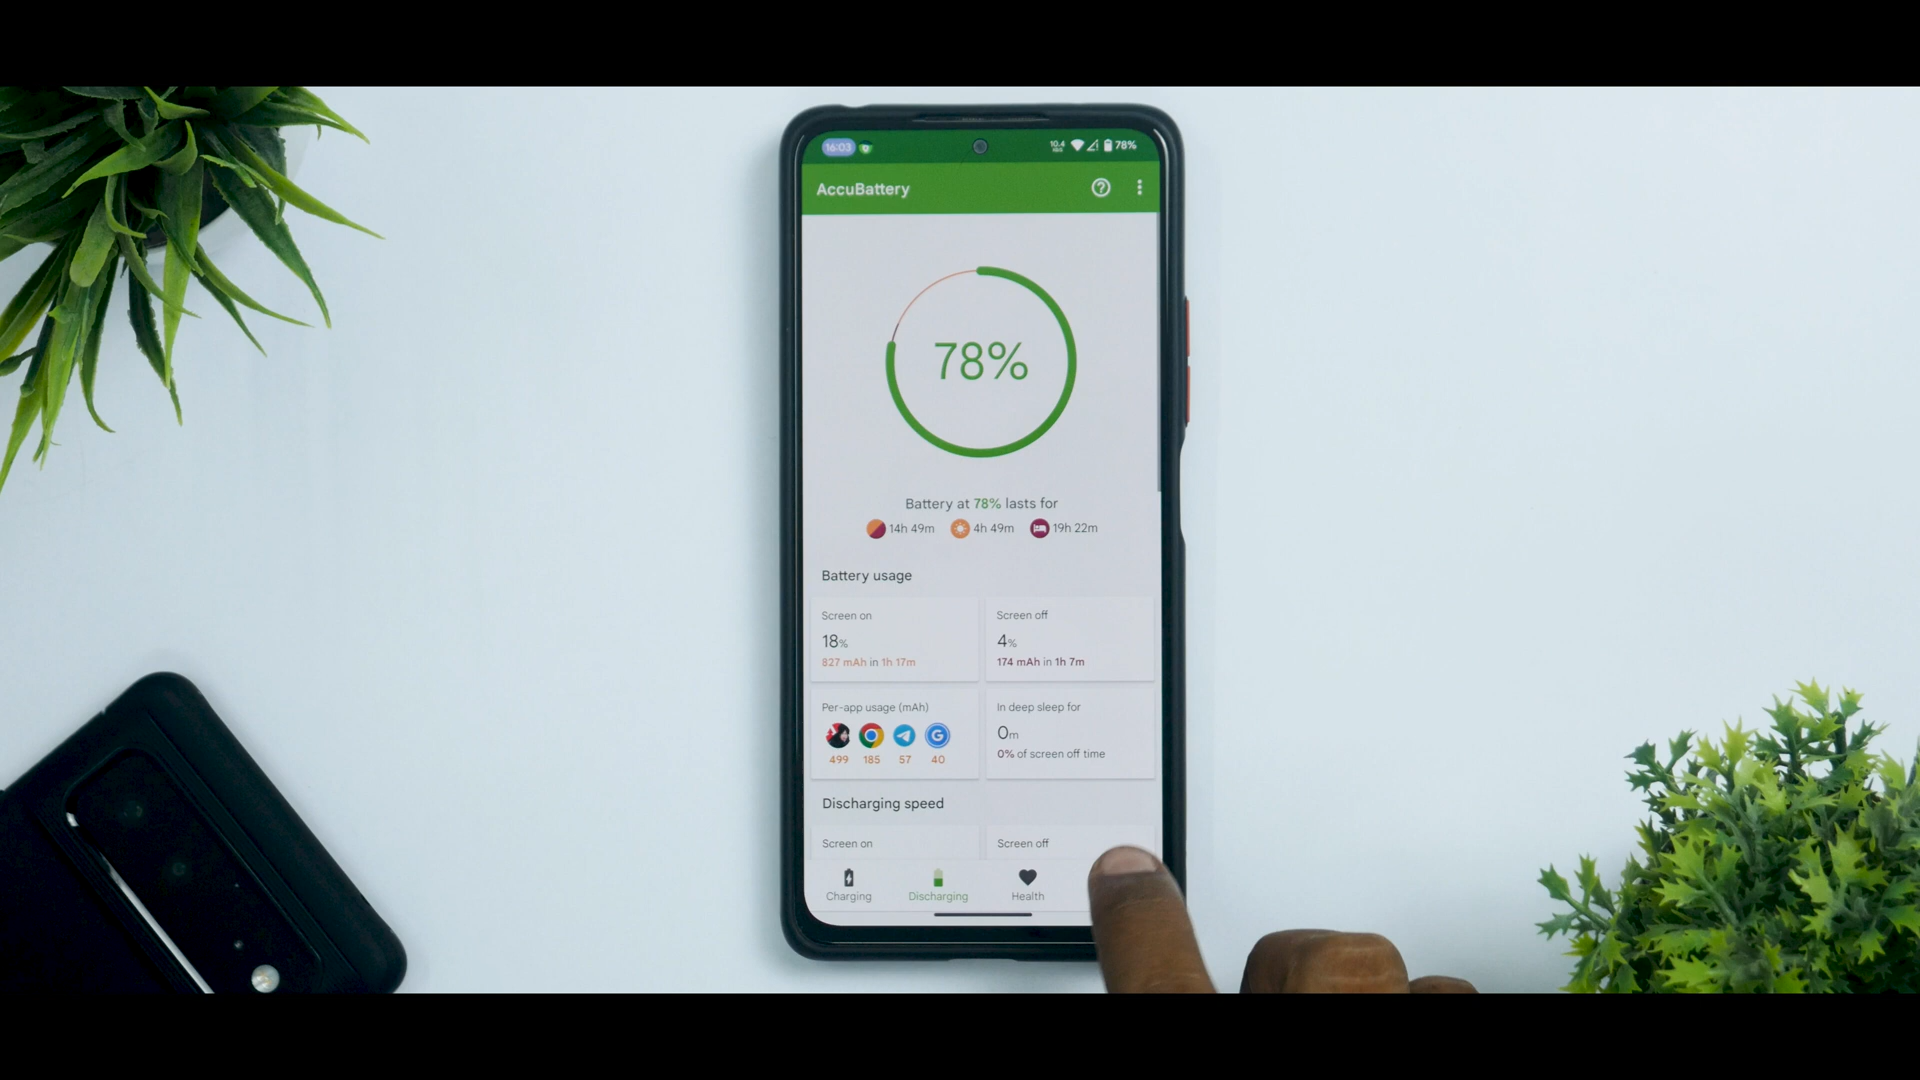 16:03 10.4 78%
AccuBattery
78%
Battery at 78% lasts for
14h 49m 4h 49m 19h 22m
Battery usage
Screen on
18%
827 mAh in 1h 17m
Screen off
4%
174 mAh in 1h 7m
Per-app usage (mAh)
499 185 57 40
In deep sleep for
0m
0% of screen off time
Discharging speed
Screen on
Screen off
Charging Discharging Health